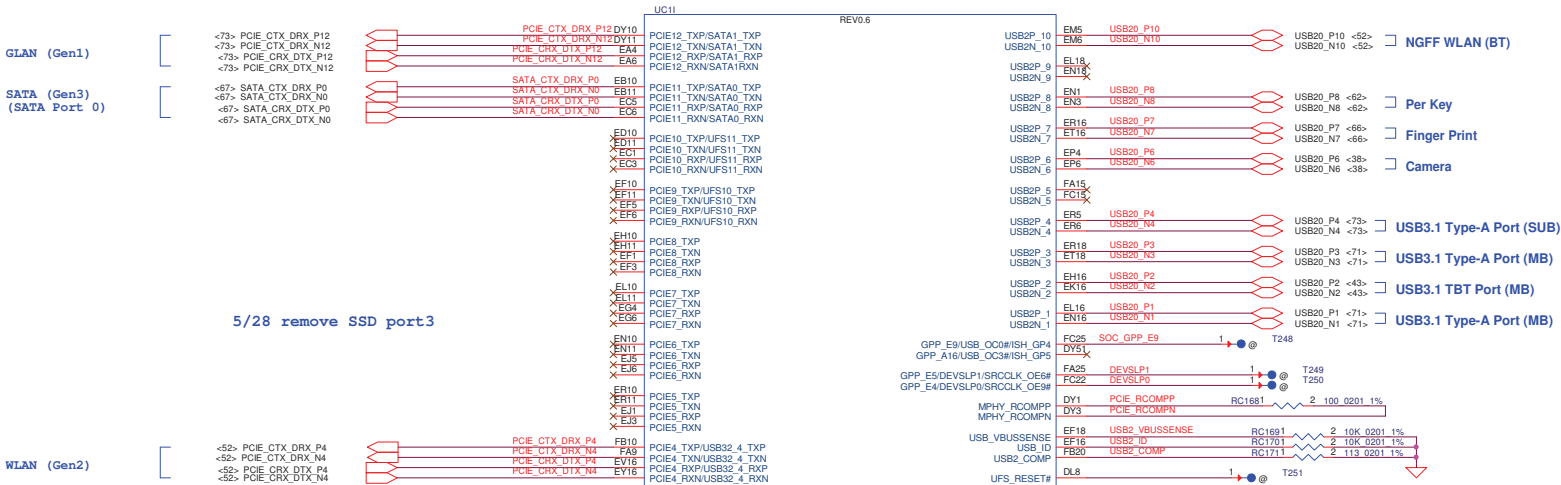 UC1I
REV0.6
GLAN (Gen1)
<73> PCIE_CTX_DRX_P12
<73> PCIE_CTX_DRX_N12
<73> PCIE_CRX_DTX_P12
<73> PCIE_CRX_DTX_N12
PCIE_CTX_DRX_P12 DY10 PCIE12_TXP/SATA1_TXP
PCIE_CTX_DRX_N12 DY11 PCIE12_TXN/SATA1_TXN
PCIE_CRX_DTX_P12 EA4 PCIE12_RXP/SATA1_RXP
PCIE_CRX_DTX_N12 EA6 PCIE12_RXN/SATA1RXN
SATA (Gen3)
(SATA Port 0)
<67> SATA_CTX_DRX_P0
<67> SATA_CTX_DRX_N0
<67> SATA_CRX_DTX_P0
<67> SATA_CRX_DTX_N0
SATA_CTX_DRX_P0 EB10 PCIE11_TXP/SATA0_TXP
SATA_CTX_DRX_N0 EB11 PCIE11_TXN/SATA0_TXN
SATA_CRX_DTX_P0 EC5 PCIE11_RXP/SATA0_RXP
SATA_CRX_DTX_N0 EC6 PCIE11_RXN/SATA0_RXN
ED10 PCIE10_TXP/UFS11_TXP
ED11 PCIE10_TXN/UFS11_TXN
EC1 PCIE10_RXP/UFS11_RXP
EC3 PCIE10_RXN/UFS11_RXN
EF10 PCIE9_TXP/UFS10_TXP
EF11 PCIE9_TXN/UFS10_TXN
EF5 PCIE9_RXP/UFS10_RXP
EF6 PCIE9_RXN/UFS10_RXN
EH10 PCIE8_TXP
EH11 PCIE8_TXN
EF1 PCIE8_RXP
EF3 PCIE8_RXN
EL10 PCIE7_TXP
EL11 PCIE7_TXN
EG4 PCIE7_RXP
EG6 PCIE7_RXN
5/28 remove SSD port3
EN10 PCIE6_TXP
EN11 PCIE6_TXN
EJ5 PCIE6_RXP
EJ6 PCIE6_RXN
ER10 PCIE5_TXP
ER11 PCIE5_TXN
EJ1 PCIE5_RXP
EJ3 PCIE5_RXN
WLAN (Gen2)
<52> PCIE_CTX_DRX_P4
<52> PCIE_CTX_DRX_N4
<52> PCIE_CRX_DTX_P4
<52> PCIE_CRX_DTX_N4
PCIE_CTX_DRX_P4 FB10 PCIE4_TXP/USB32_4_TXP
PCIE_CTX_DRX_N4 FA9 PCIE4_TXN/USB32_4_TXN
PCIE_CRX_DTX_P4 EV16 PCIE4_RXP/USB32_4_RXP
PCIE_CRX_DTX_N4 EY16 PCIE4_RXN/USB32_4_RXN
USB2P_10 EM5 USB20_P10 USB20_P10 <52>
USB2N_10 EM6 USB20_N10 USB20_N10 <52>
NGFF WLAN (BT)
USB2P_9 EL18
USB2N_9 EN18
USB2P_8 EN1 USB20_P8 USB20_P8 <62>
USB2N_8 EN3 USB20_N8 USB20_N8 <62>
Per Key
USB2P_7 ER16 USB20_P7 USB20_P7 <66>
USB2N_7 ET16 USB20_N7 USB20_N7 <66>
Finger Print
USB2P_6 EP4 USB20_P6 USB20_P6 <38>
USB2N_6 EP6 USB20_N6 USB20_N6 <38>
Camera
USB2P_5 FA15
USB2N_5 FC15
USB2P_4 ER5 USB20_P4 USB20_P4 <73>
USB2N_4 ER6 USB20_N4 USB20_N4 <73>
USB3.1 Type-A Port (SUB)
USB2P_3 ER18 USB20_P3 USB20_P3 <71>
USB2N_3 ET18 USB20_N3 USB20_N3 <71>
USB3.1 Type-A Port (MB)
USB2P_2 EH16 USB20_P2 USB20_P2 <43>
USB2N_2 EK16 USB20_N2 USB20_N2 <43>
USB3.1 TBT Port (MB)
USB2P_1 EL16 USB20_P1 USB20_P1 <71>
USB2N_1 EN16 USB20_N1 USB20_N1 <71>
USB3.1 Type-A Port (MB)
GPP_E9/USB_OC0#/ISH_GP4 FC25 SOC_GPP_E9 1 @ T248
GPP_A16/USB_OC3#/ISH_GP5 DY51
GPP_E5/DEVSLP1/SRCCLK_OE6# FA25 DEVSLP1 1 @ T249
GPP_E4/DEVSLP0/SRCCLK_OE9# FC22 DEVSLP0 1 @ T250
MPHY_RCOMPP DY1 PCIE_RCOMPP RC168 1 2 100_0201_1%
MPHY_RCOMPN DY3 PCIE_RCOMPN
USB_VBUSSENSE EF18 USB2_VBUSSENSE RC169 1 2 10K_0201_1%
USB_ID EF16 USB2_ID RC170 1 2 10K_0201_1%
USB2_COMP FB20 USB2_COMP RC171 1 2 113_0201_1%
UFS_RESET# DL8 1 @ T251